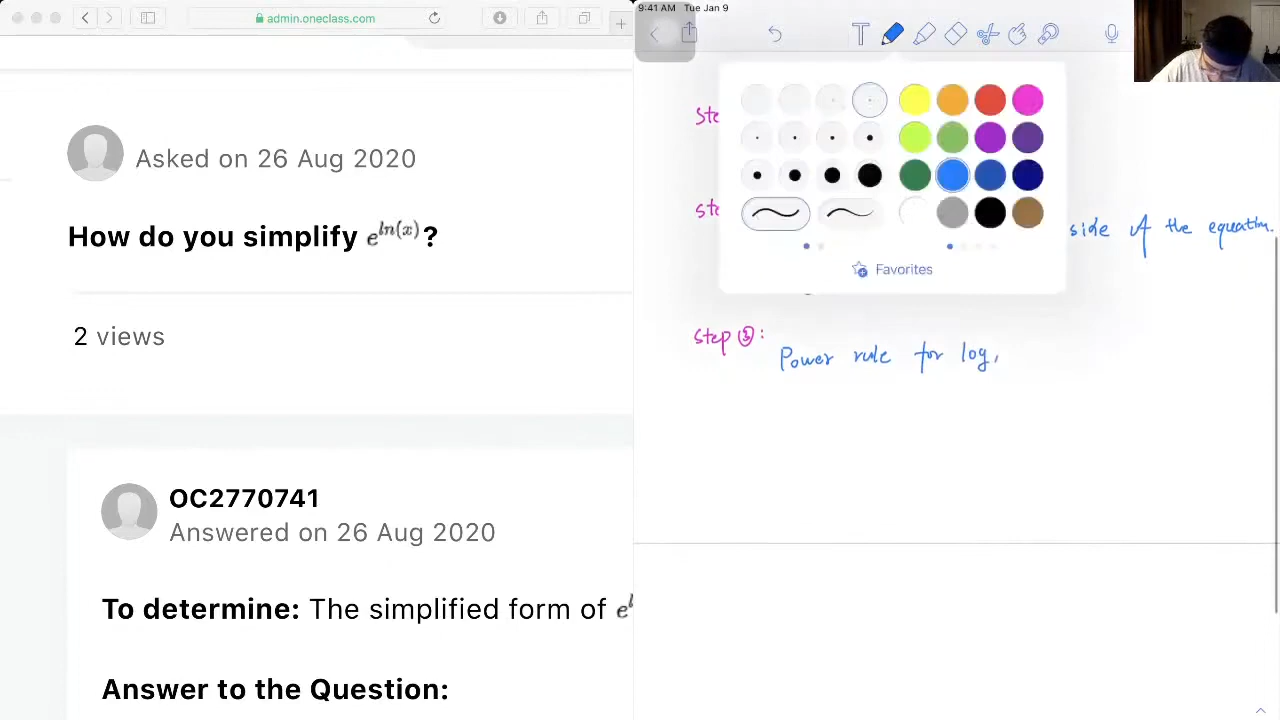 admin.oneclass.com
Asked on 26 Aug 2020
How do you simplify e^{ln(x)}?
2 views
OC2770741
Answered on 26 Aug 2020
To determine: The simplified form of e
Answer to the Question:
9:41 AM Tue Jan 9
T
Favorites
Ste
Ste
side of the equation.
Step ③:
Power rule for log,